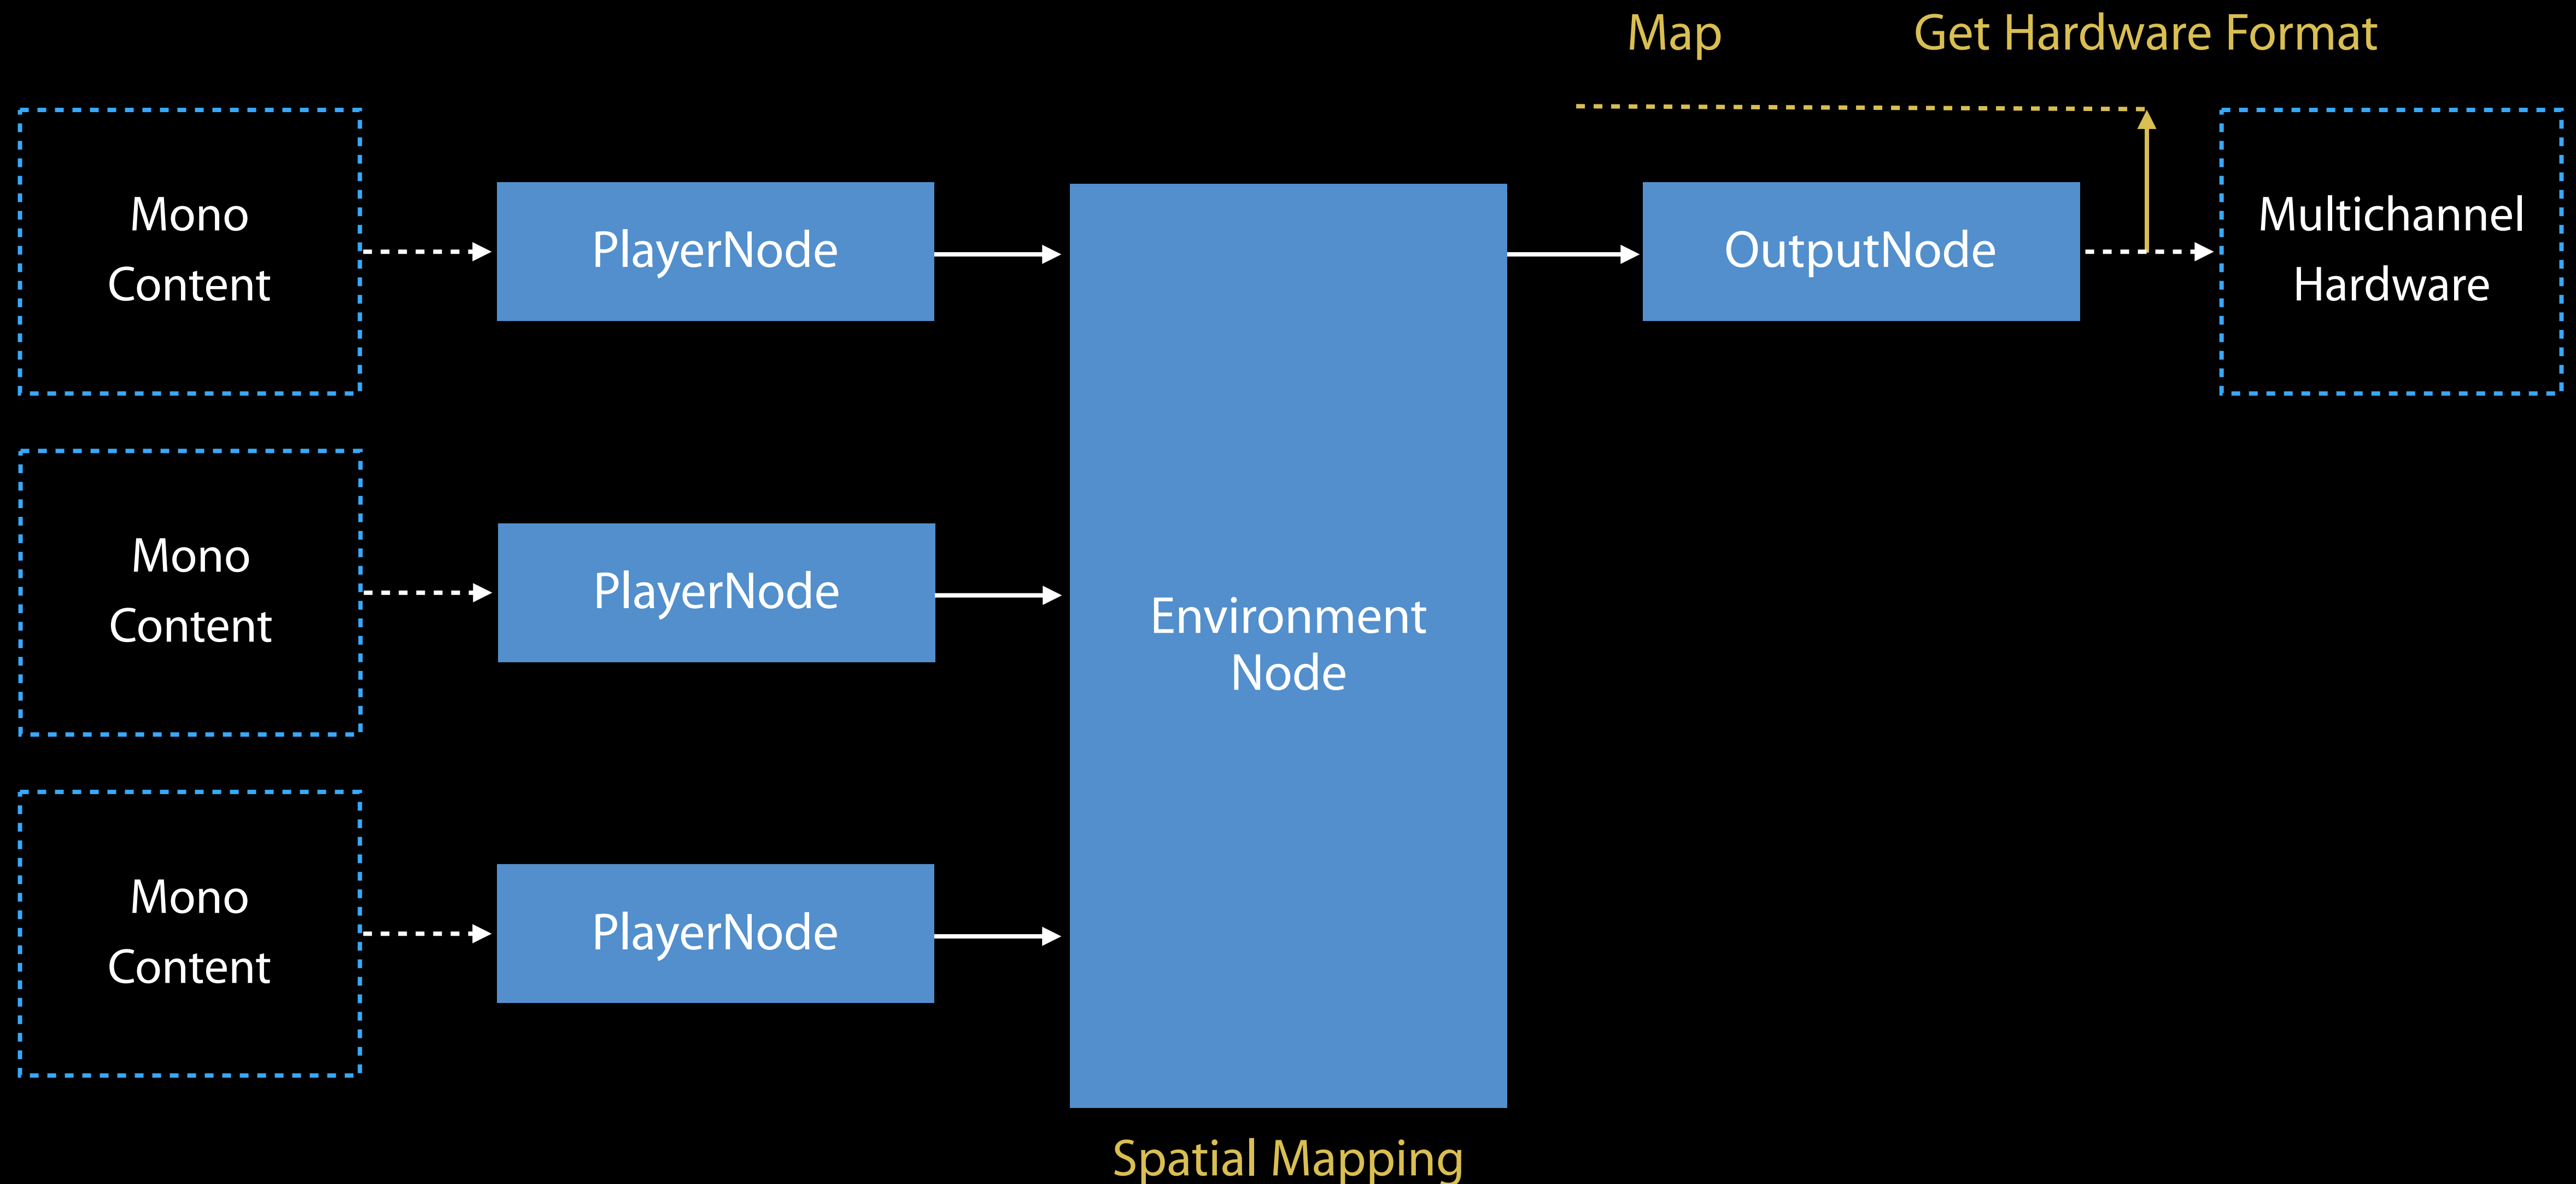 Map
Get Hardware Format
Mono
Content
PlayerNode
OutputNode
Multichannel
Hardware
Mono
Content
PlayerNode
Environment
Node
Mono
Content
PlayerNode
Spatial Mapping